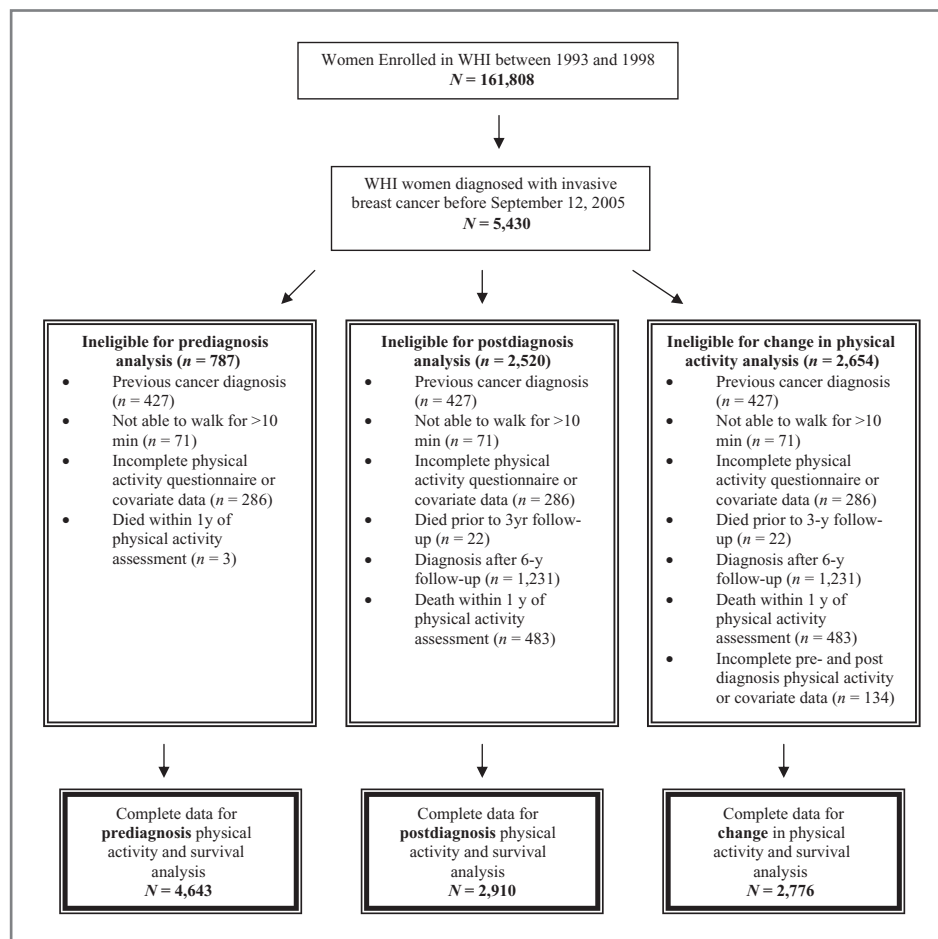 Women Enrolled in WHI between 1993 and 1998
N = 161,808
WHI women diagnosed with invasive
breast cancer before September 12, 2005
N = 5,430
Ineligible for prediagnosis
analysis (n = 787)
• Previous cancer diagnosis
(n = 427)
• Not able to walk for >10
min (n = 71)
• Incomplete physical
activity questionnaire or
covariate data (n = 286)
• Died within 1y of
physical activity
assessment (n = 3)
Ineligible for postdiagnosis
analysis (n = 2,520)
• Previous cancer diagnosis
(n = 427)
• Not able to walk for >10
min (n = 71)
• Incomplete physical
activity questionnaire or
covariate data (n = 286)
• Died prior to 3yr follow-
up (n = 22)
• Diagnosis after 6-y
follow-up (n = 1,231)
• Death within 1 y of
physical activity
assessment (n = 483)
Ineligible for change in physical
activity analysis (n = 2,654)
• Previous cancer diagnosis
(n = 427)
• Not able to walk for >10
min (n = 71)
• Incomplete physical
activity questionnaire or
covariate data (n = 286)
• Died prior to 3-y follow-
up (n = 22)
• Diagnosis after 6-y
follow-up (n = 1,231)
• Death within 1 y of
physical activity
assessment (n = 483)
• Incomplete pre- and post
diagnosis physical activity
or covariate data (n = 134)
Complete data for
prediagnosis physical
activity and survival
analysis
N = 4,643
Complete data for
postdiagnosis physical
activity and survival
analysis
N = 2,910
Complete data for
change in physical
activity and survival
analysis
N = 2,776